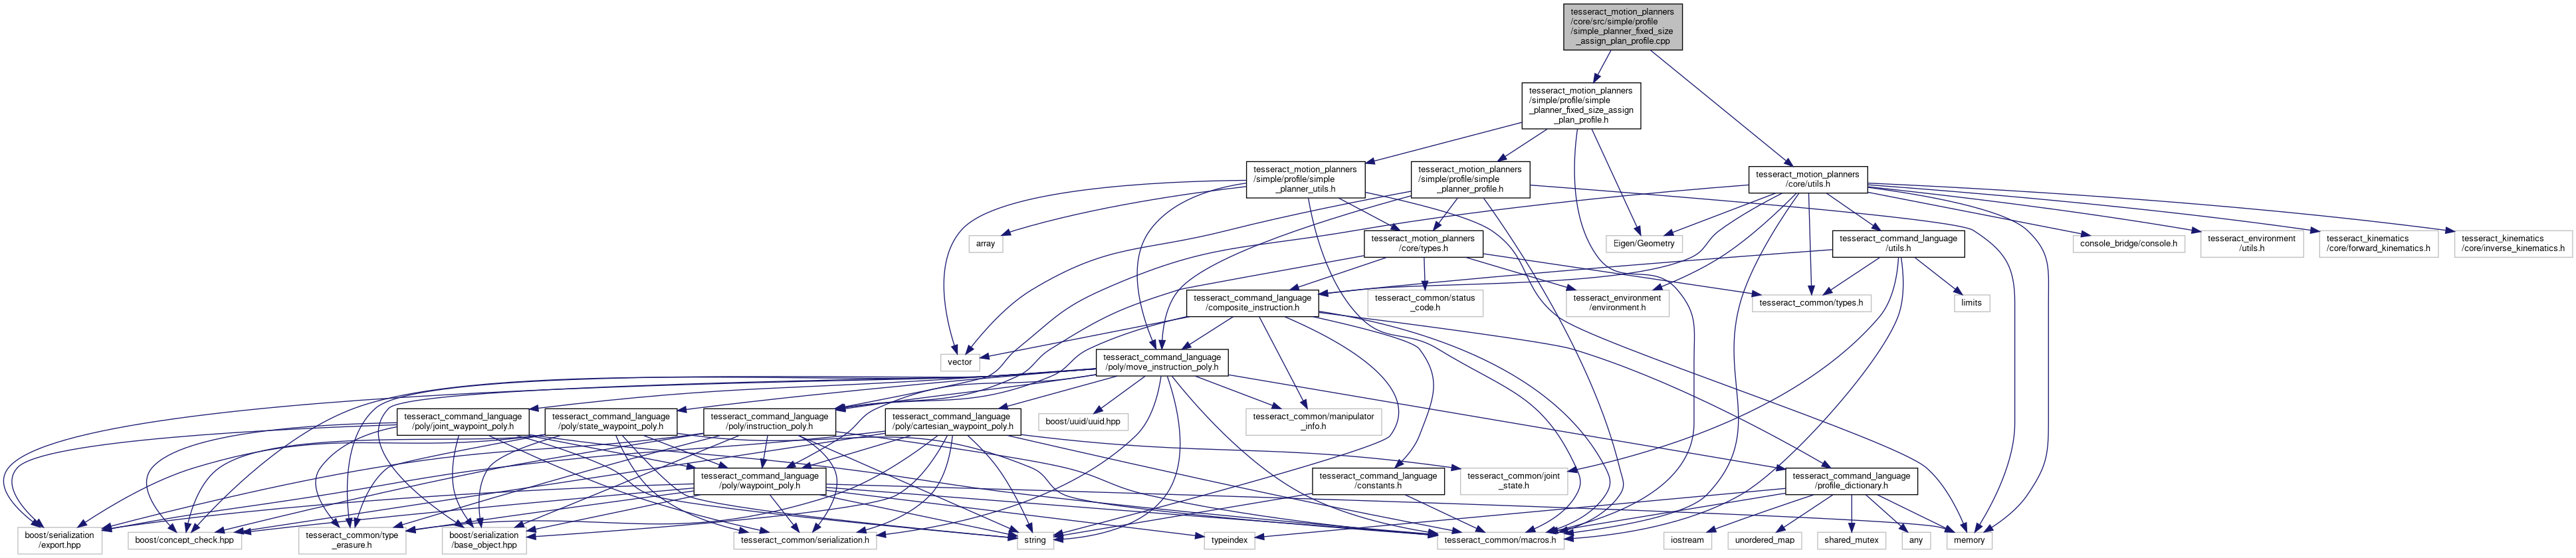 tesseract_motion_planners
/core/src/simple/profile
/simple_planner_fixed_size
_assign_plan_profile.cpp
tesseract_motion_planners
/simple/profile/simple
_planner_fixed_size_assign
_plan_profile.h
tesseract_motion_planners
/simple/profile/simple
_planner_utils.h
tesseract_motion_planners
/simple/profile/simple
_planner_profile.h
tesseract_motion_planners
/core/utils.h
array
tesseract_motion_planners
/core/types.h
Eigen/Geometry
tesseract_command_language
/utils.h
console_bridge/console.h
tesseract_environment
/utils.h
tesseract_kinematics
/core/forward_kinematics.h
tesseract_kinematics
/core/inverse_kinematics.h
tesseract_command_language
/composite_instruction.h
tesseract_common/status
_code.h
tesseract_environment
/environment.h
tesseract_common/types.h
limits
vector
tesseract_command_language
/poly/move_instruction_poly.h
tesseract_command_language
/poly/joint_waypoint_poly.h
tesseract_command_language
/poly/state_waypoint_poly.h
tesseract_command_language
/poly/instruction_poly.h
tesseract_command_language
/poly/cartesian_waypoint_poly.h
boost/uuid/uuid.hpp
tesseract_common/manipulator
_info.h
tesseract_command_language
/poly/waypoint_poly.h
tesseract_command_language
/constants.h
tesseract_common/joint
_state.h
tesseract_command_language
/profile_dictionary.h
boost/serialization
/export.hpp
boost/concept_check.hpp
tesseract_common/type
_erasure.h
boost/serialization
/base_object.hpp
tesseract_common/serialization.h
string
typeindex
tesseract_common/macros.h
iostream
unordered_map
shared_mutex
any
memory